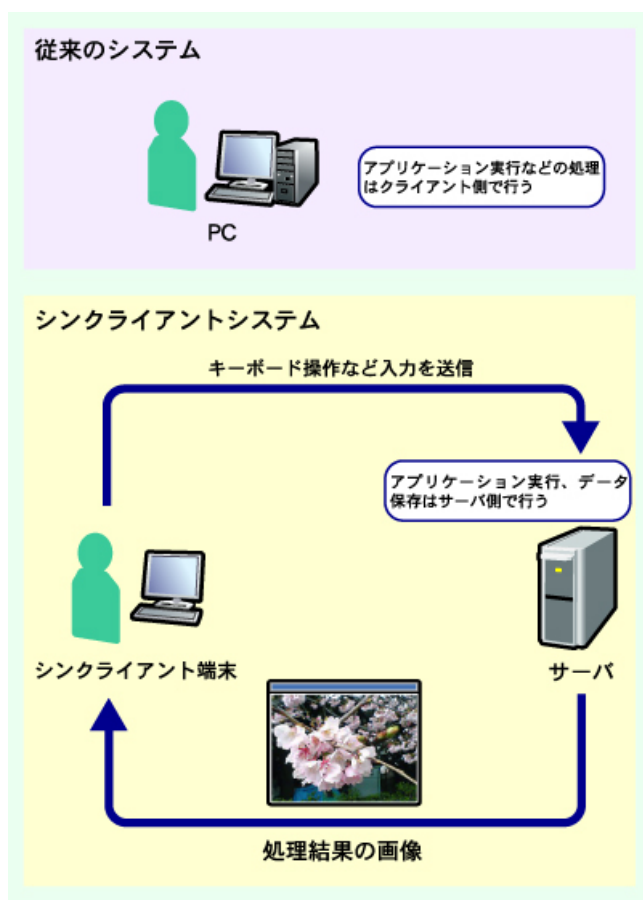 従来のシステム
アプリケーション実行などの処理
はクライアント側で行う
PC
シンクライアントシステム
キーボード操作など入力を送信
アプリケーション実行、データ
保存はサーバ側で行う
シンクライアント端末
サーバ
処理結果の画像